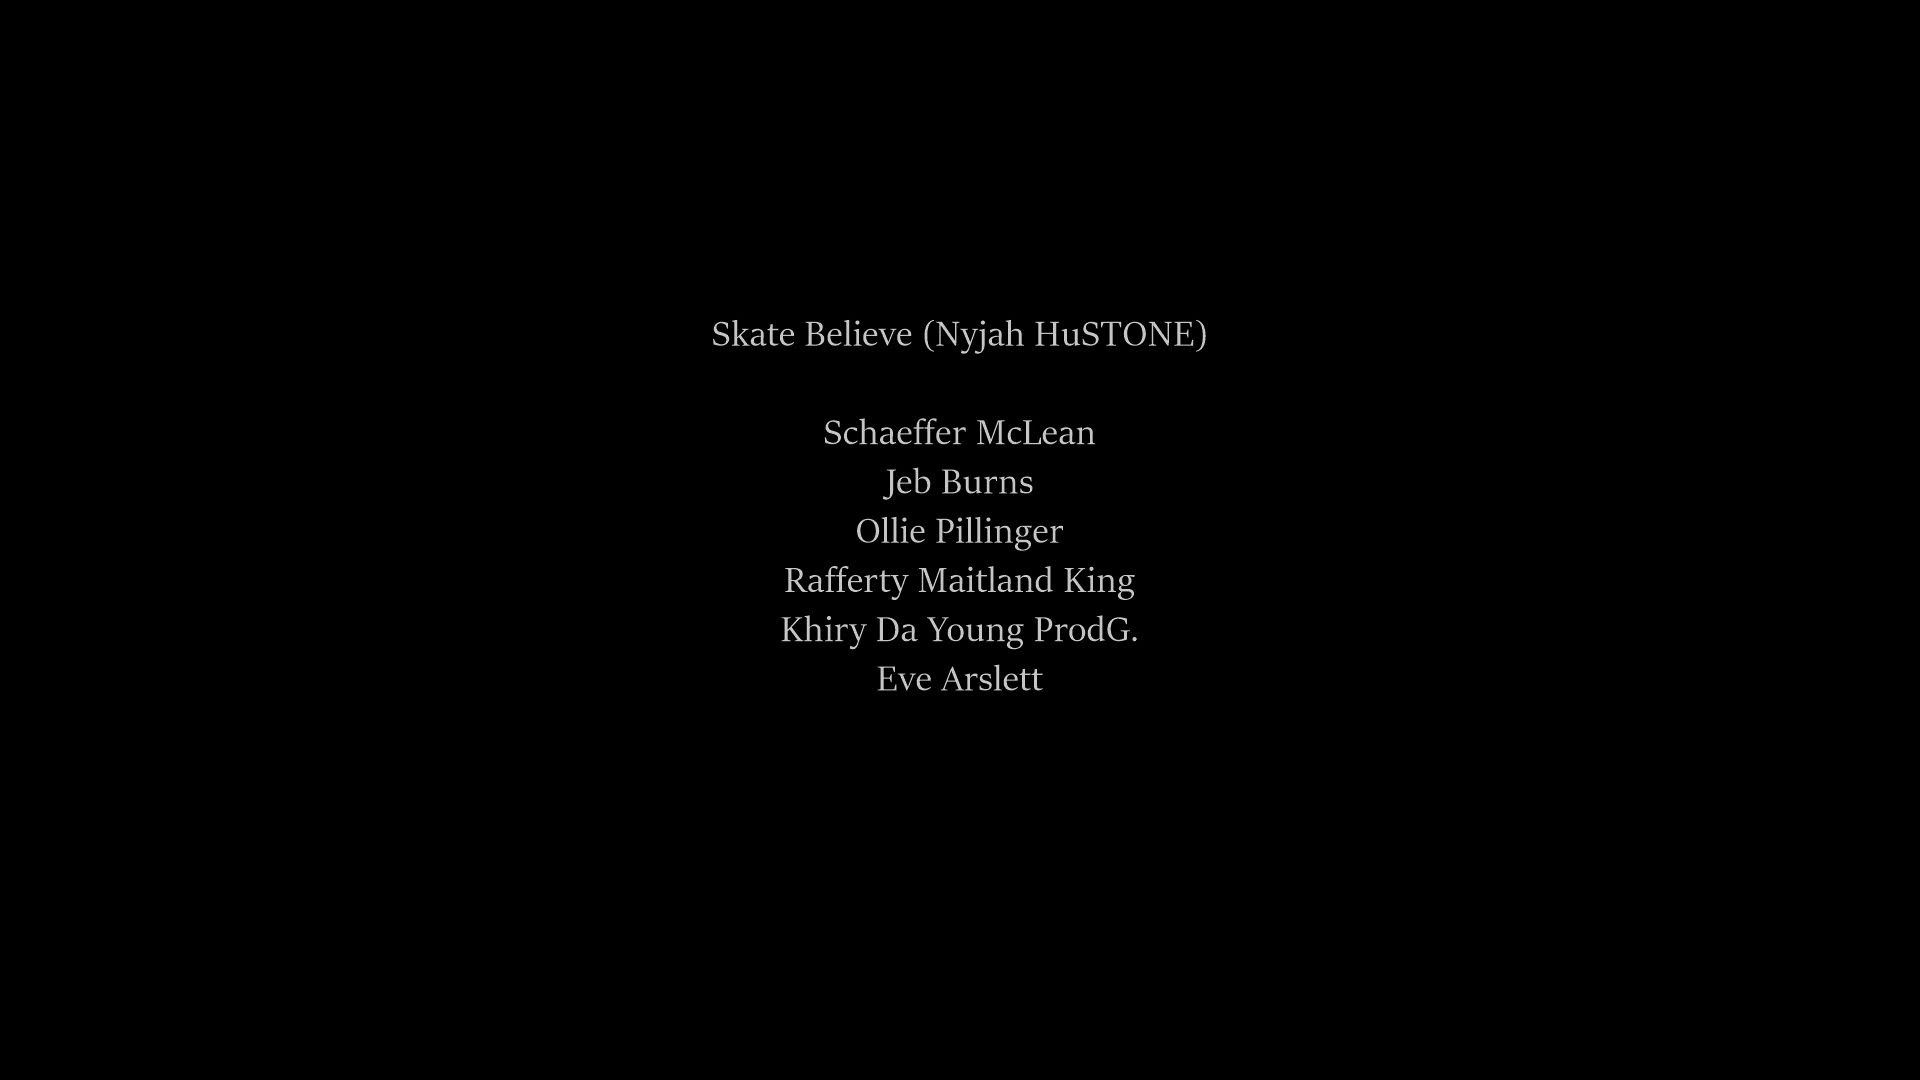 Skate Believe (Nyjah HuSTONE)
Schaeffer McLean
Jeb Burns
Ollie Pillinger
Rafferty Maitland King
Khiry Da Young ProdG.
Eve Arslett